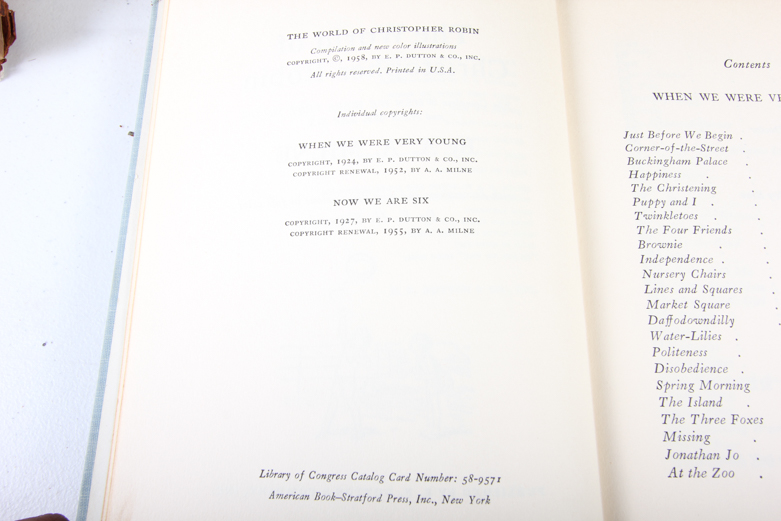 THE WORLD OF CHRISTOPHER ROBIN
Compilation and new color illustrations
COPYRIGHT, ©, 1958, BY E. P. DUTTON & CO., INC.
All rights reserved. Printed in U.S.A.
Individual copyrights:
WHEN WE WERE VERY YOUNG
COPYRIGHT, 1924, BY E. P. DUTTON & CO., INC.
COPYRIGHT RENEWAL, 1952, BY A. A. MILNE
NOW WE ARE SIX
COPYRIGHT, 1927, BY E. P. DUTTON & CO., INC.
COPYRIGHT RENEWAL, 1955, BY A. A. MILNE
Library of Congress Catalog Card Number: 58-9571
American Book–Stratford Press, Inc., New York
Contents
WHEN WE WERE
Just Before We Begin .
Corner-of-the-Street .
Buckingham Palace .
Happiness . .
The Christening .
Puppy and I . .
Twinkletoes . .
The Four Friends .
Brownie . .
Independence . .
Nursery Chairs .
Lines and Squares .
Market Square .
Daffodowndilly .
Water-Lilies .
Politeness .
Disobedience .
Spring Morning
The Island .
The Three Foxes
Missing .
Jonathan Jo .
At the Zoo .